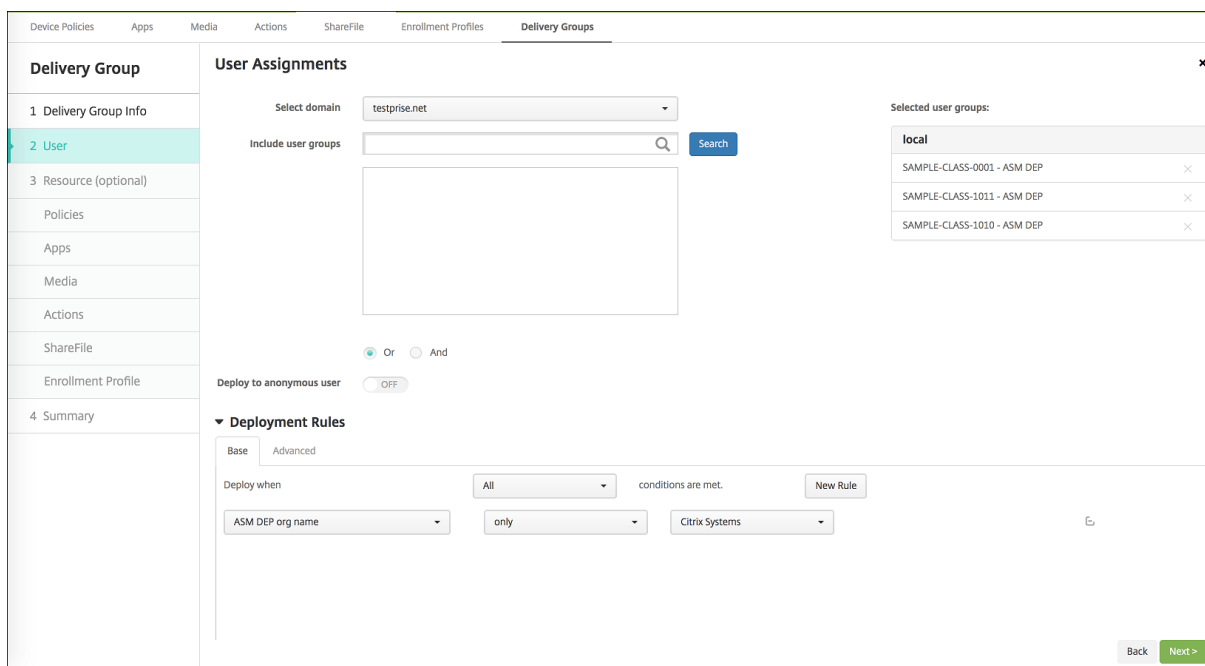 Device Policies Apps Media Actions ShareFile Enrollment Profiles Delivery Groups
Delivery Group
1 Delivery Group Info
2 User
3 Resource (optional)
Policies
Apps
Media
Actions
ShareFile
Enrollment Profile
4 Summary
User Assignments
Select domain testprise.net
Include user groups Search
Or And
Deploy to anonymous user OFF
Selected user groups:
local
SAMPLE-CLASS-0001 - ASM DEP
SAMPLE-CLASS-1011 - ASM DEP
SAMPLE-CLASS-1010 - ASM DEP
Deployment Rules
Base Advanced
Deploy when All conditions are met. New Rule
ASM DEP org name only Citrix Systems
Back Next >